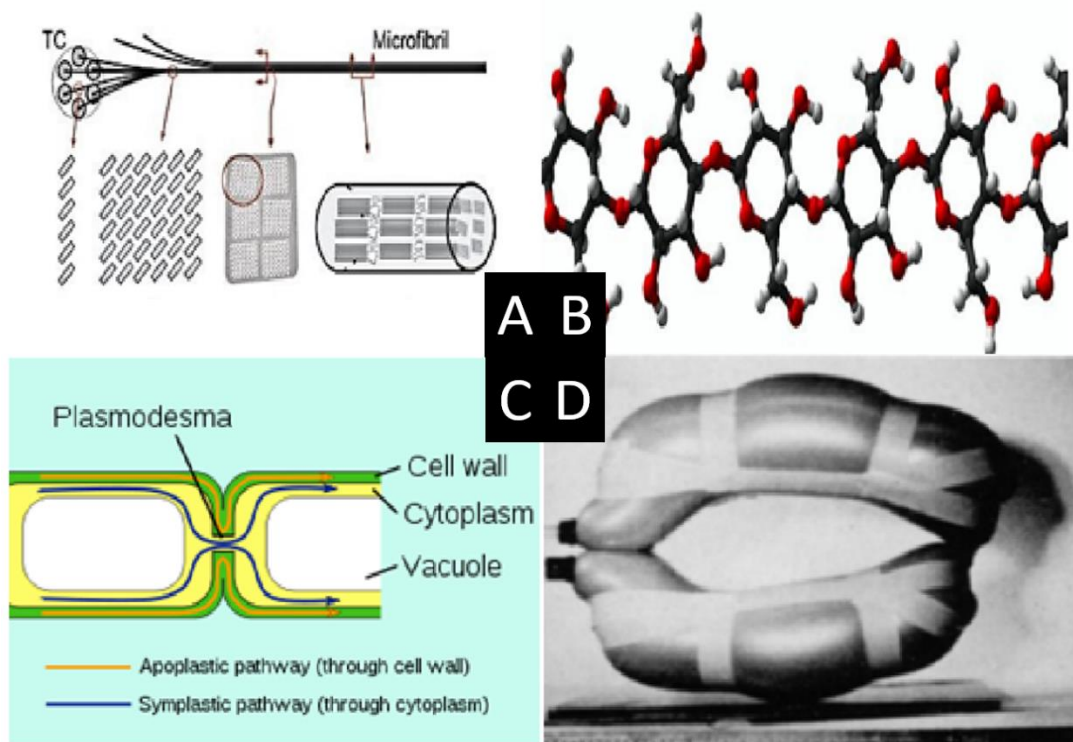 TC
Microfibril
A B
C D
Plasmodesma
Cell wall
Cytoplasm
Vacuole
Apoplastic pathway (through cell wall)
Symplastic pathway (through cytoplasm)